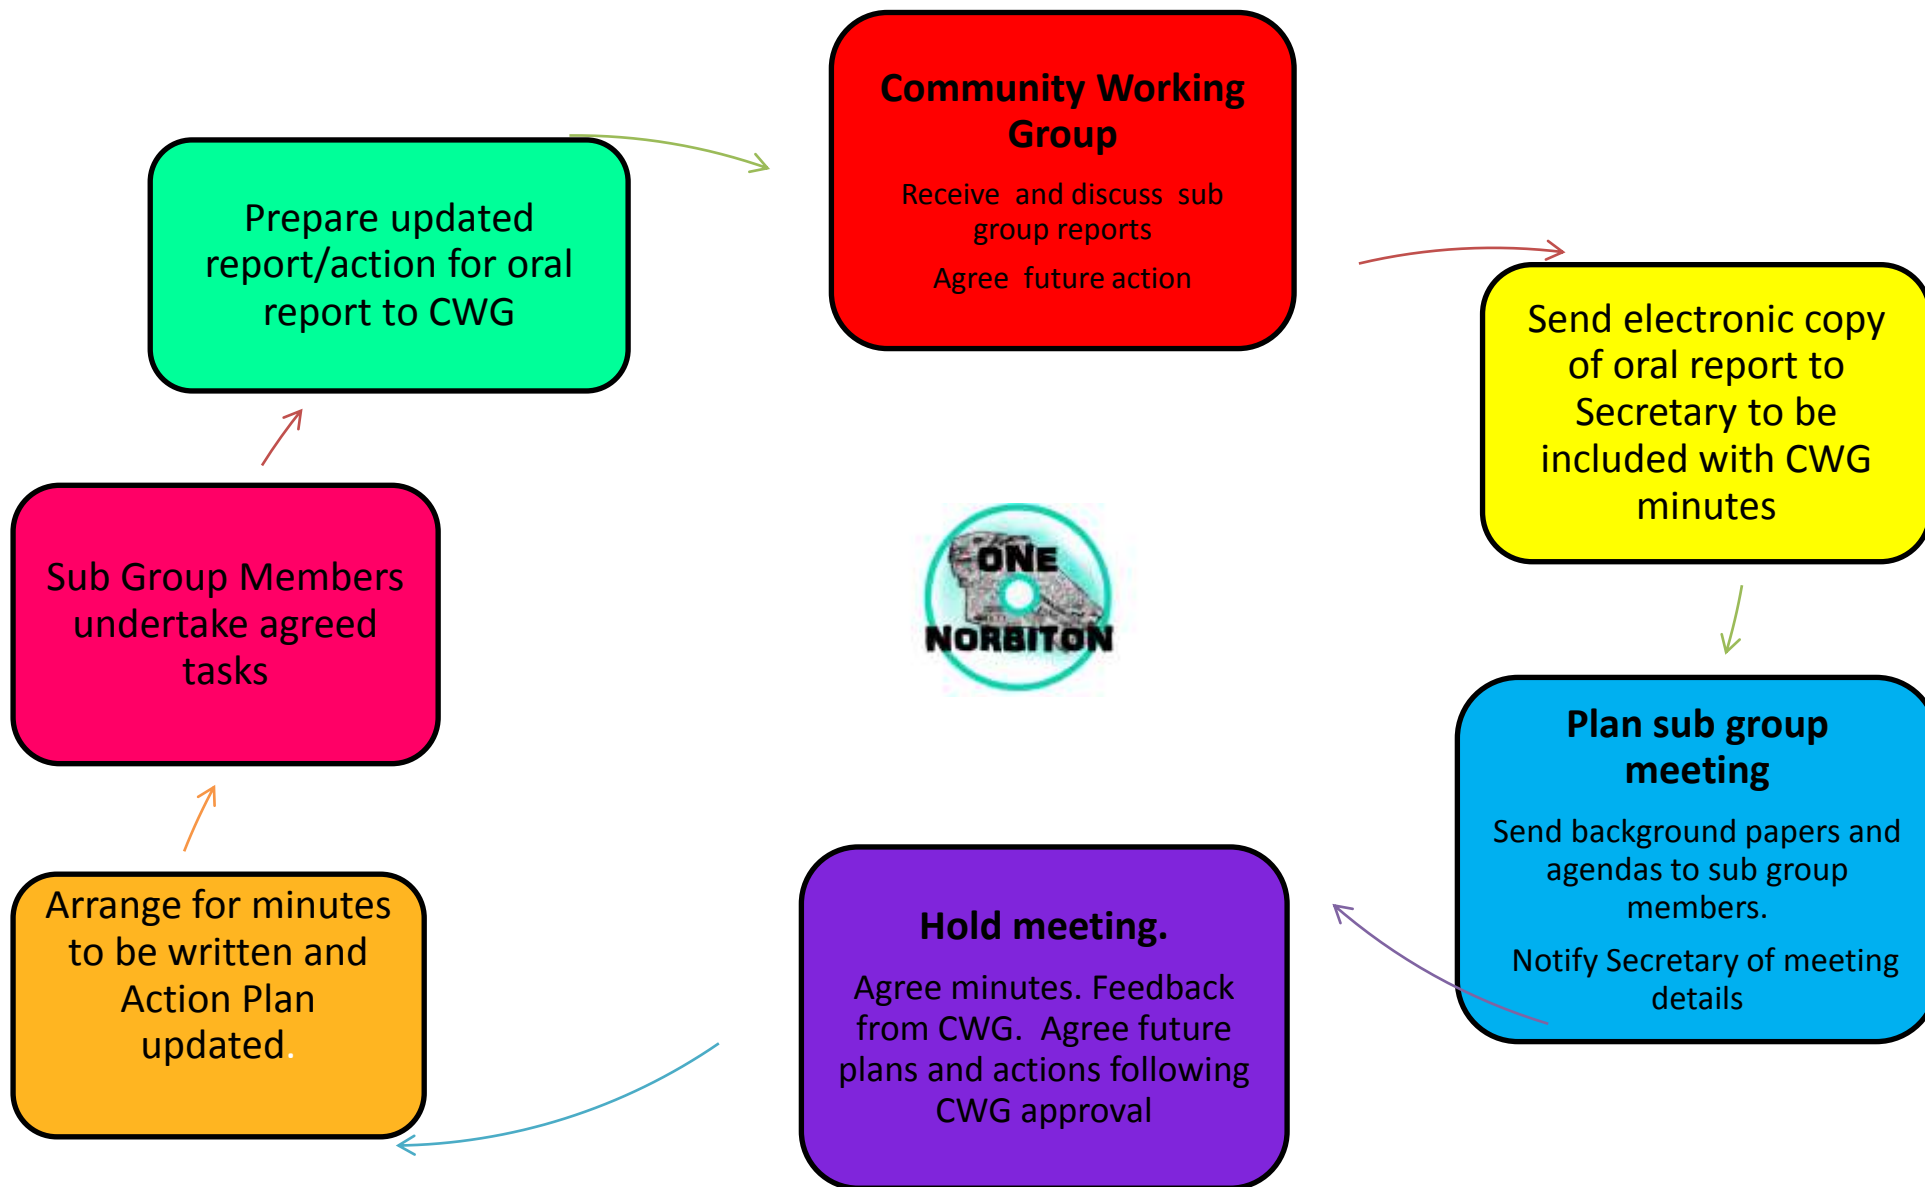 Community Working
Group
Receive and discuss sub
group reports
Agree future action
Send electronic copy
of oral report to
Secretary to be
included with CWG
minutes
Plan sub group
meeting
Send background papers and
agendas to sub group
members.
Notify Secretary of meeting
details
Hold meeting.
Agree minutes. Feedback
from CWG. Agree future
plans and actions following
CWG approval
Arrange for minutes
to be written and
Action Plan
updated.
Sub Group Members
undertake agreed
tasks
Prepare updated
report/action for oral
report to CWG
ONE
NORBITON